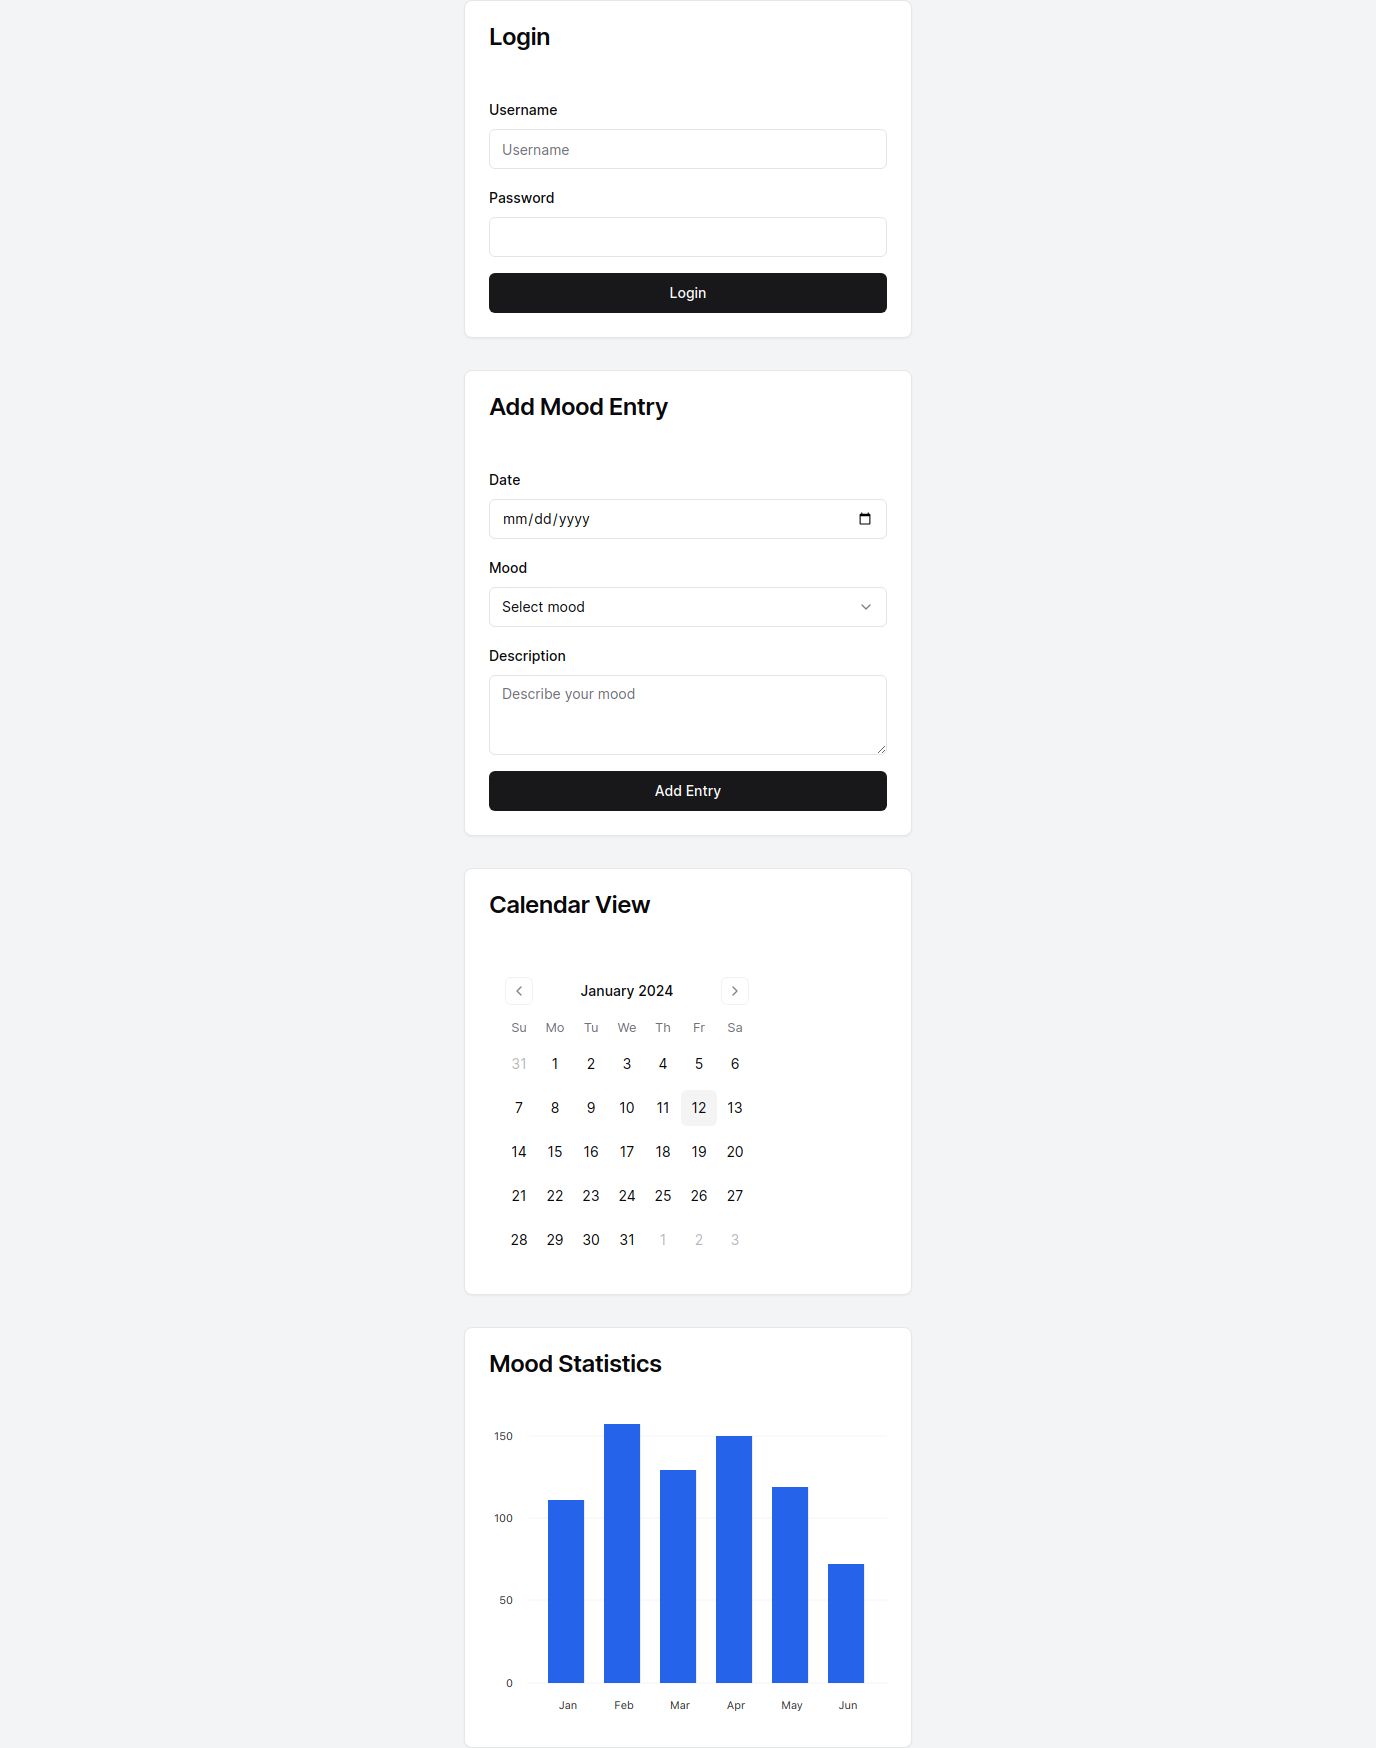 Login
Username
Username
Password
Login
Add Mood Entry
Date
mm/dd/yyyy
Mood
Select mood
Description
Describe your mood
Add Entry
Calendar View
January 2024
Su Mo Tu We Th Fr Sa
31 1 2 3 4 5 6
7 8 9 10 11 12 13
14 15 16 17 18 19 20
21 22 23 24 25 26 27
28 29 30 31 1 2 3
Mood Statistics
150
100
50
0
Jan Feb Mar Apr May Jun